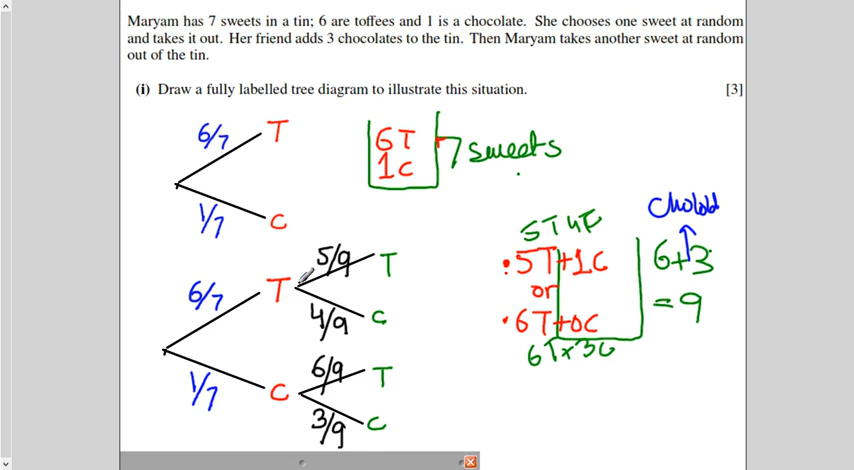 Maryam has 7 sweets in a tin; 6 are toffees and 1 is a chocolate. She chooses one sweet at random
and takes it out. Her friend adds 3 chocolates to the tin. Then Maryam takes another sweet at random
out of the tin.
(i) Draw a fully labelled tree diagram to illustrate this situation. [3]
6/7 T
1/7 C
6T
1C
7 sweets
6/7 T
1/7 C
5/9 T
4/9 C
6/9 T
3/9 C
5T+1C
or
6T+0C
6+3
= 9